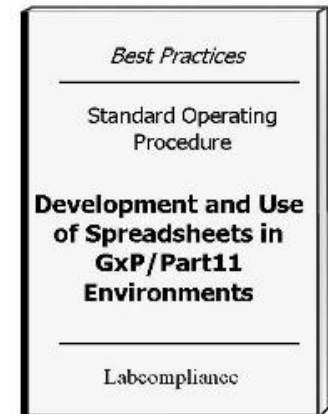 Best Practices
Standard Operating
Procedure
Development and Use
of Spreadsheets in
GxP/Part11
Environments
Labcompliance